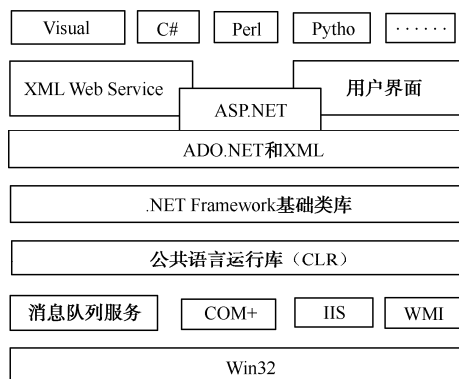 Visual C# Perl Pytho ······
XML Web Service 用户界面
ASP.NET
ADO.NET和XML
.NET Framework基础类库
公共语言运行库（CLR）
消息队列服务 COM+ IIS WMI
Win32